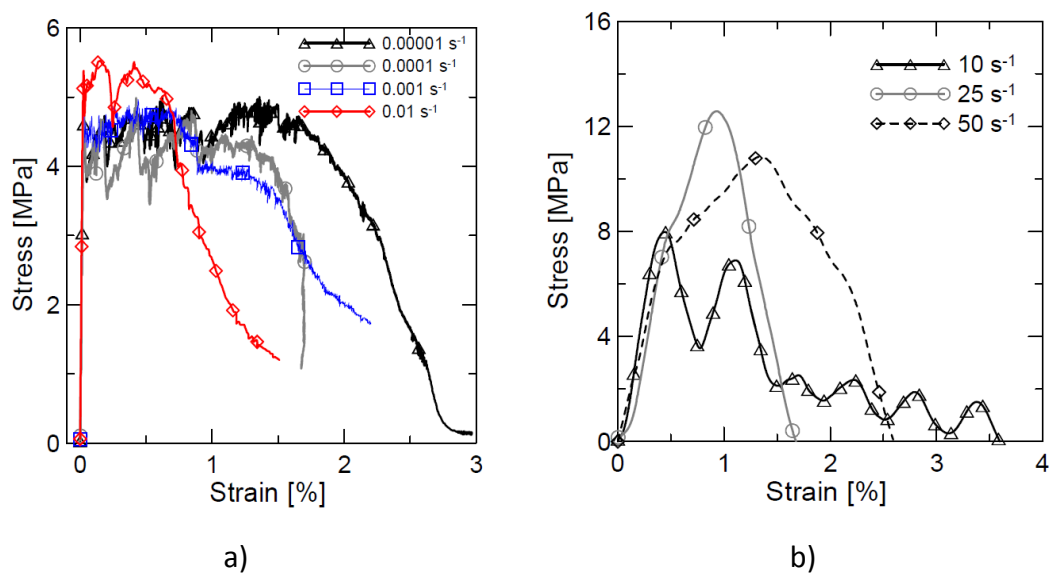 6
4
2
0
0
1
2
3
Stress [MPa]
Strain [%]
0.00001 s⁻¹
0.0001 s⁻¹
0.001 s⁻¹
0.01 s⁻¹
a)
16
12
8
4
0
0
1
2
3
4
Stress [MPa]
Strain [%]
10 s⁻¹
25 s⁻¹
50 s⁻¹
b)